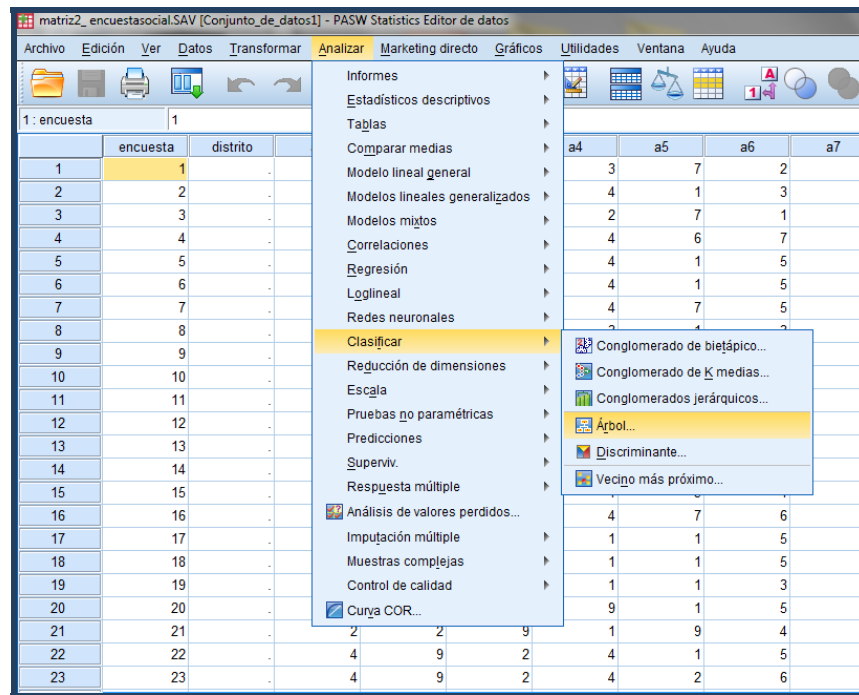 matriz2_ encuestasocial.SAV [Conjunto_de_datos1] - PASW Statistics Editor de datos
Archivo Edición Ver Datos Transformar Analizar Marketing directo Gráficos Utilidades Ventana Ayuda
1 : encuesta 1
encuesta distrito a4 a5 a6 a7
1 1 . 3 7 2
2 2 . 4 1 3
3 3 . 2 7 1
4 4 . 4 6 7
5 5 . 4 1 5
6 6 . 4 1 5
7 7 . 4 7 5
8 8 .
9 9 .
10 10 .
11 11 .
12 12 .
13 13 .
14 14 .
15 15 .
16 16 . 4 7 6
17 17 . 1 1 5
18 18 . 1 1 5
19 19 . 1 1 3
20 20 . 9 1 5
21 21 . 2 2 9 1 9 4
22 22 . 4 9 2 4 1 5
23 23 . 4 9 2 4 2 6
Informes
Estadísticos descriptivos
Tablas
Comparar medias
Modelo lineal general
Modelos lineales generalizados
Modelos mixtos
Correlaciones
Regresión
Loglineal
Redes neuronales
Clasificar
Reducción de dimensiones
Escala
Pruebas no paramétricas
Predicciones
Superviv.
Respuesta múltiple
Análisis de valores perdidos...
Imputación múltiple
Muestras complejas
Control de calidad
Curva COR...
Conglomerado de bietápico...
Conglomerado de K medias...
Conglomerados jerárquicos...
Árbol...
Discriminante...
Vecino más próximo...
A
1